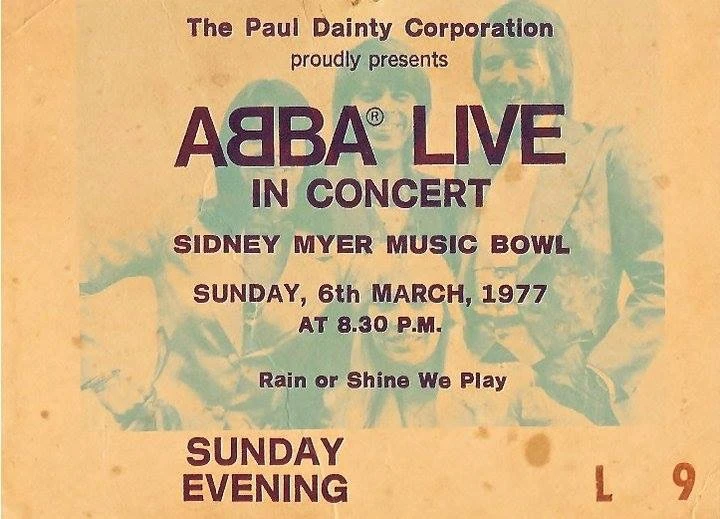 The Paul Dainty Corporation
proudly presents
ABBA® LIVE
IN CONCERT
SIDNEY MYER MUSIC BOWL
SUNDAY, 6th MARCH, 1977
AT 8.30 P.M.
Rain or Shine We Play
SUNDAY
EVENING
L 9